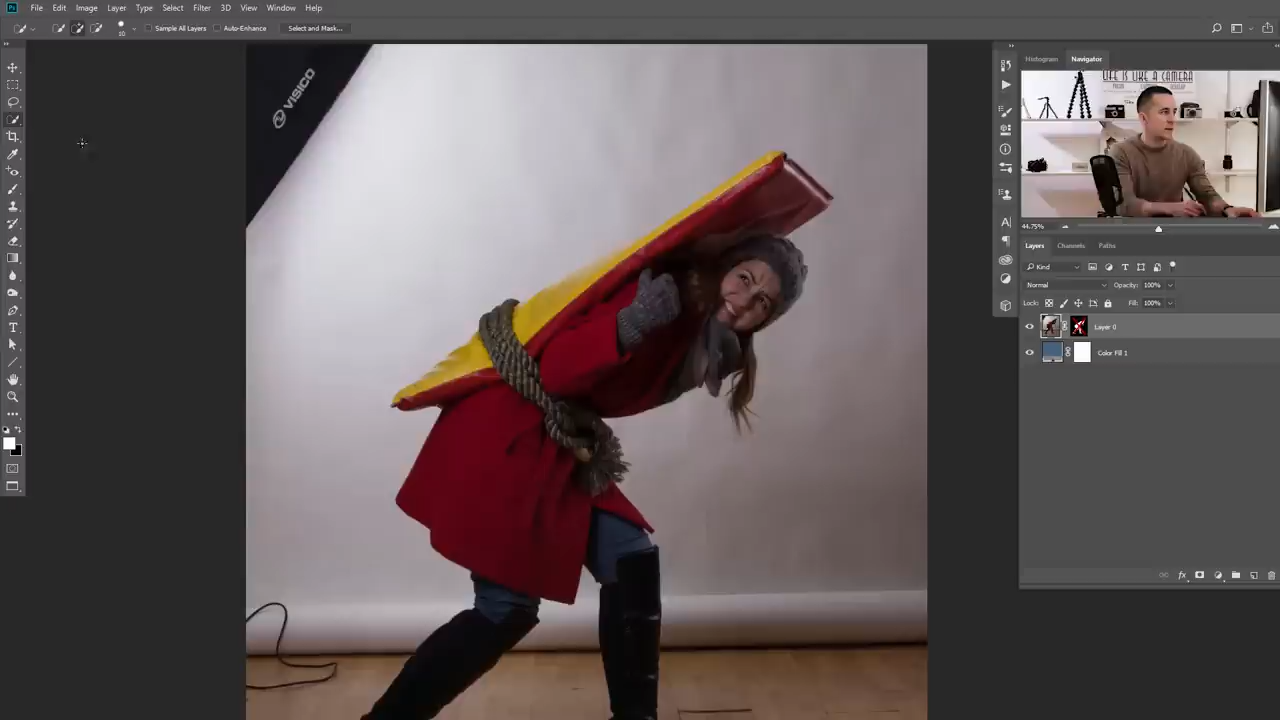 Ps File Edit Image Layer Type Select Filter 3D View Window Help
10 Sample All Layers Auto-Enhance Select and Mask...
VISICO
Histogram Navigator
LIFE IS LIKE A CAMERA
44.75%
Layers Channels Paths
Kind
Normal Opacity: 100%
Lock: Fill: 100%
Layer 0
Color Fill 1